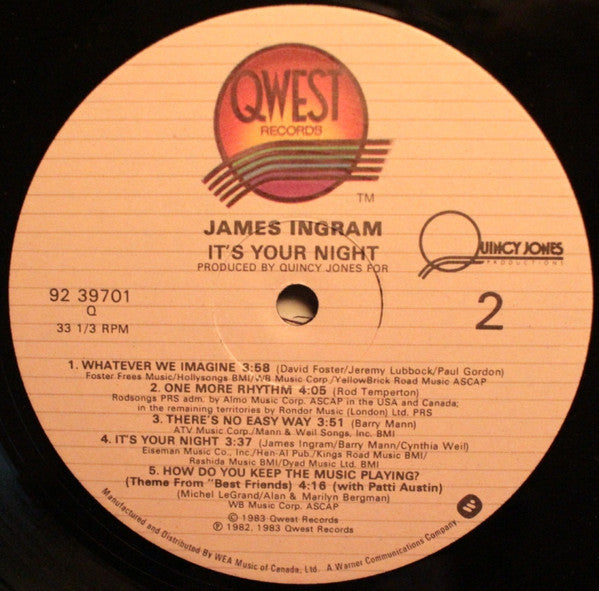 QWEST
RECORDS
TM
JAMES INGRAM
IT'S YOUR NIGHT
PRODUCED BY QUINCY JONES FOR
QUINCY JONES
PRODUCTIONS
92 39701
Q
33 1/3 RPM
2
1. WHATEVER WE IMAGINE 3:58 (David Foster/Jeremy Lubbock/Paul Gordon)
Foster Frees Music/Hollysongs BMI/WB Music Corp./YellowBrick Road Music ASCAP
2. ONE MORE RHYTHM 4:05 (Rod Temperton)
Rodsongs PRS adm. by Almo Music Corp. ASCAP in the USA and Canada;
in the remaining territories by Rondor Music (London) Ltd. PRS
3. THERE'S NO EASY WAY 3:51 (Barry Mann)
ATV Music Corp./Mann & Weil Songs, Inc. BMI
4. IT'S YOUR NIGHT 3:37 (James Ingram/Barry Mann/Cynthia Weil)
Eiseman Music Co., Inc./Hen-Al Pub./Kings Road Music BMI/
Rashida Music BMI/Dyad Music Ltd. BMI
5. HOW DO YOU KEEP THE MUSIC PLAYING?
(Theme From "Best Friends) 4:16 (with Patti Austin)
(Michel LeGrand/Alan & Marilyn Bergman)
WB Music Corp. ASCAP
© 1983 Qwest Records
℗ 1982, 1983 Qwest Records
Manufactured and Distributed By WEA Music of Canada, Ltd., .A Warner Communications Company.